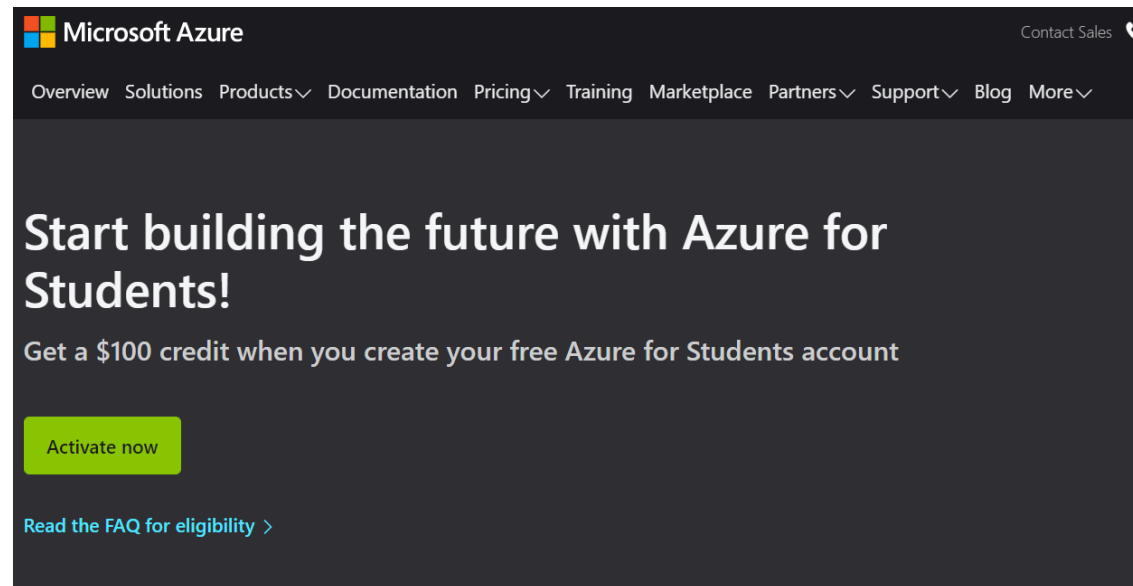 Microsoft Azure
Contact Sales
Overview Solutions Products Documentation Pricing Training Marketplace Partners Support Blog More
Start building the future with Azure for
Students!
Get a $100 credit when you create your free Azure for Students account
Activate now
Read the FAQ for eligibility